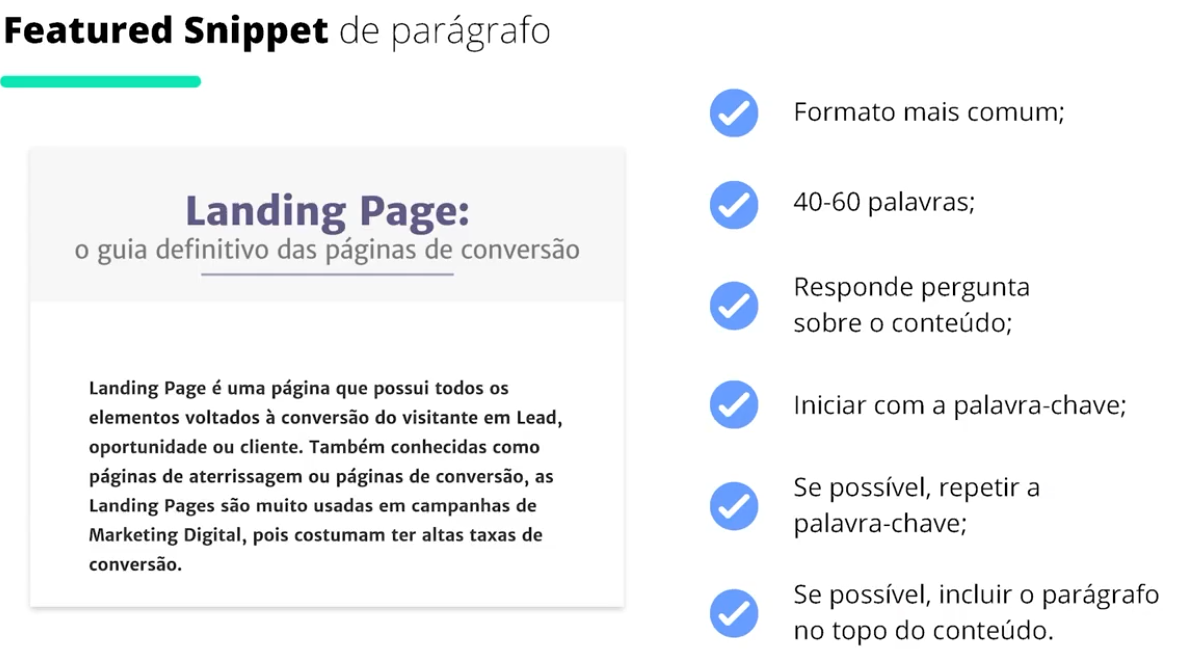 Featured Snippet de parágrafo
Landing Page:
o guia definitivo das páginas de conversão
Landing Page é uma página que possui todos os
elementos voltados à conversão do visitante em Lead,
oportunidade ou cliente. Também conhecidas como
páginas de aterrissagem ou páginas de conversão, as
Landing Pages são muito usadas em campanhas de
Marketing Digital, pois costumam ter altas taxas de
conversão.
Formato mais comum;
40-60 palavras;
Responde pergunta
sobre o conteúdo;
Iniciar com a palavra-chave;
Se possível, repetir a
palavra-chave;
Se possível, incluir o parágrafo
no topo do conteúdo.